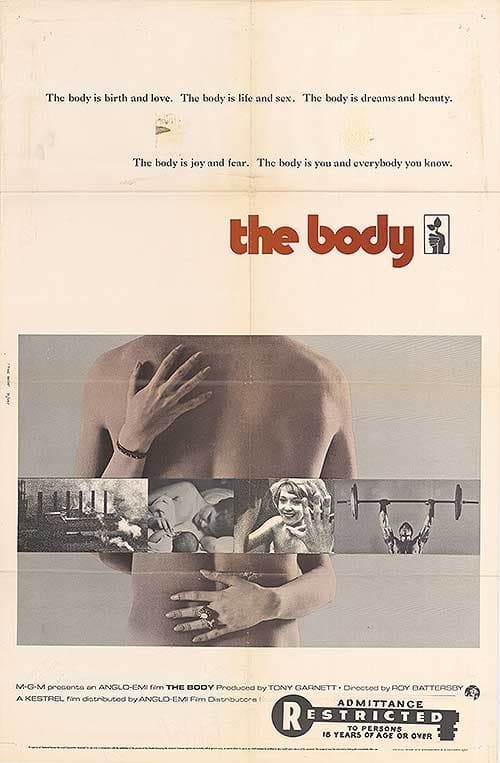 The body is birth and love. The body is life and sex. The body is dreams and beauty.
The body is joy and fear. The body is you and everybody you know.
the body
M-G-M presents an ANGLO-EMI film THE BODY Produced by TONY GARNETT • Directed by ROY BATTERSBY
A KESTREL film distributed by ANGLO-EMI Film Distributors
ADMITTANCE
RESTRICTED
TO PERSONS
18 YEARS OF AGE OR OVER